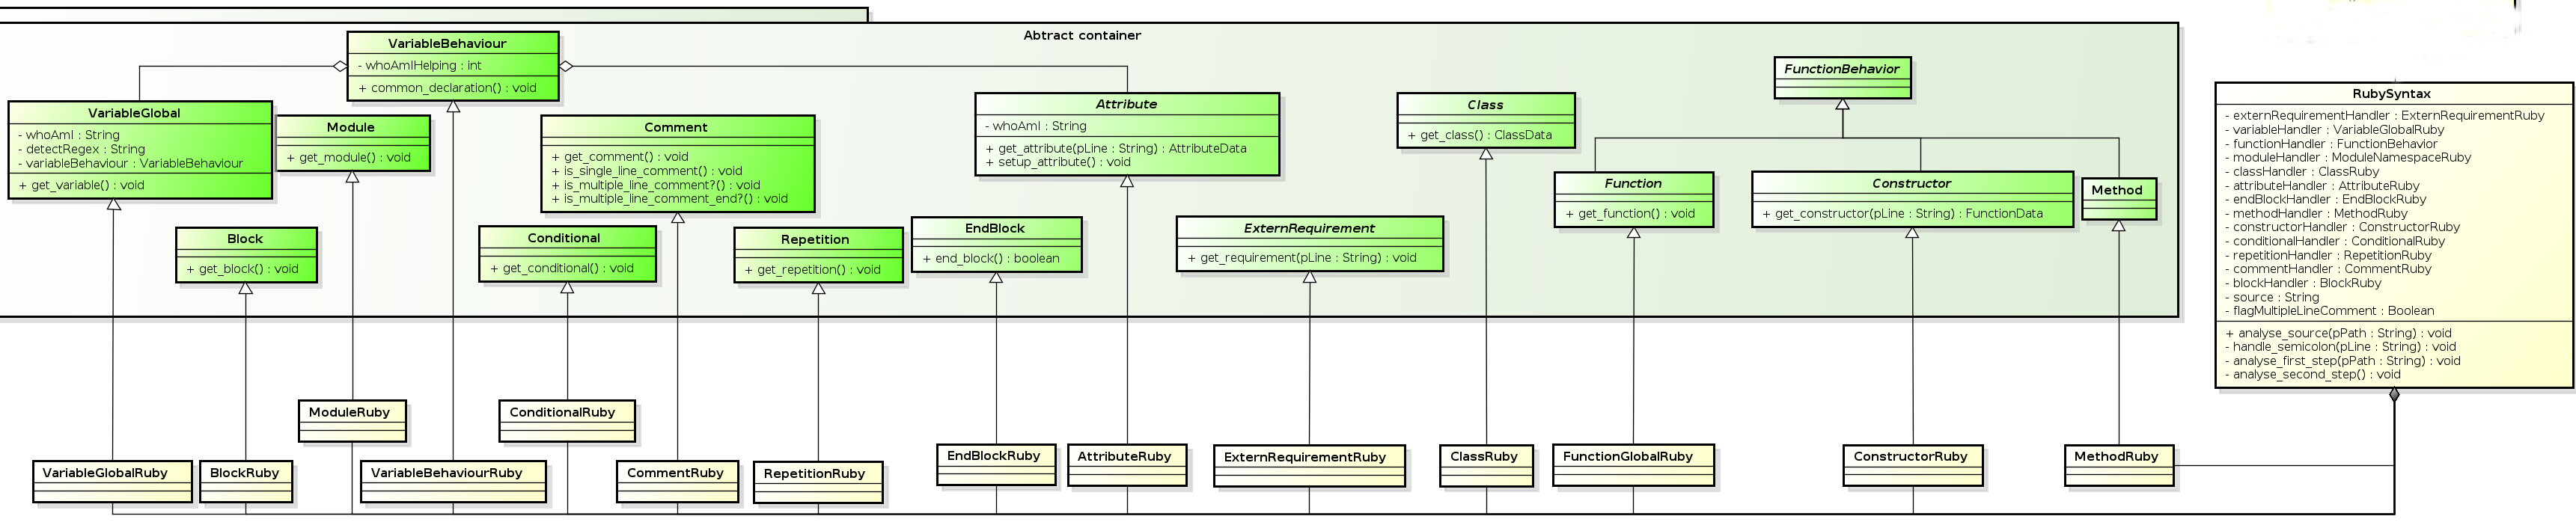 Abtract container
VariableBehaviour
- whoAmIHelping : int
+ common_declaration() : void
VariableGlobal
- whoAmI : String
- detectRegex : String
- variableBehaviour : VariableBehaviour
+ get_variable() : void
Module
+ get_module() : void
Comment
+ get_comment() : void
+ is_single_line_comment() : void
+ is_multiple_line_comment?() : void
+ is_multiple_line_comment_end?() : void
Attribute
- whoAmI : String
+ get_attribute(pLine : String) : AttributeData
+ setup_attribute() : void
Class
+ get_class() : ClassData
FunctionBehavior
Function
+ get_function() : void
Constructor
+ get_constructor(pLine : String) : FunctionData
Method
Block
+ get_block() : void
Conditional
+ get_conditional() : void
Repetition
+ get_repetition() : void
EndBlock
+ end_block() : boolean
ExternRequirement
+ get_requirement(pLine : String) : void
RubySyntax
- externRequirementHandler : ExternRequirementRuby
- variableHandler : VariableGlobalRuby
- functionHandler : FunctionBehavior
- moduleHandler : ModuleNamespaceRuby
- classHandler : ClassRuby
- attributeHandler : AttributeRuby
- endBlockHandler : EndBlockRuby
- methodHandler : MethodRuby
- constructorHandler : ConstructorRuby
- conditionalHandler : ConditionalRuby
- repetitionHandler : RepetitionRuby
- commentHandler : CommentRuby
- blockHandler : BlockRuby
- source : String
- flagMultipleLineComment : Boolean
+ analyse_source(pPath : String) : void
- handle_semicolon(pLine : String) : void
- analyse_first_step(pPath : String) : void
- analyse_second_step() : void
ModuleRuby
ConditionalRuby
VariableGlobalRuby
BlockRuby
VariableBehaviourRuby
CommentRuby
RepetitionRuby
EndBlockRuby
AttributeRuby
ExternRequirementRuby
ClassRuby
FunctionGlobalRuby
ConstructorRuby
MethodRuby